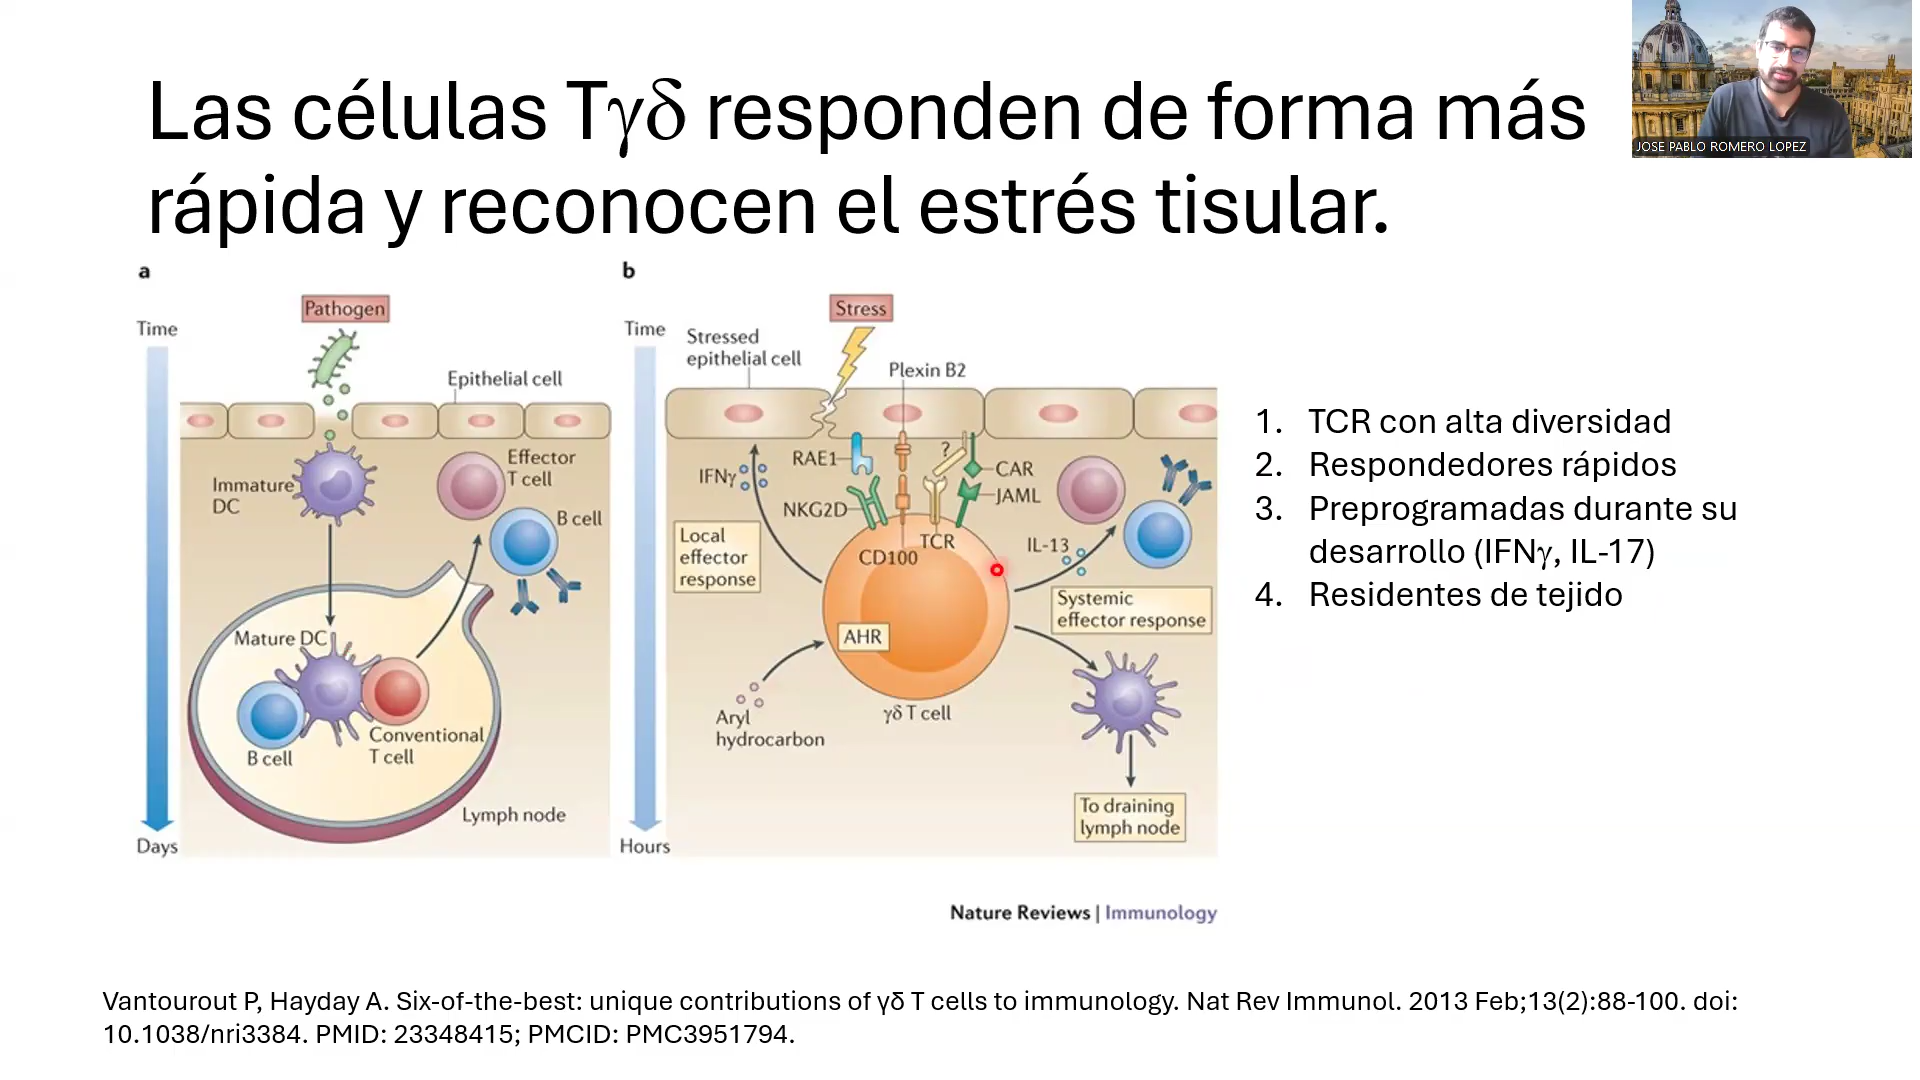 Las células Tγδ responden de forma más
rápida y reconocen el estrés tisular.
JOSE PABLO ROMERO LOPEZ
a
Pathogen
Time
Epithelial cell
Immature
DC
Effector
T cell
B cell
Mature DC
B cell
Conventional
T cell
Lymph node
Days
b
Stress
Time
Stressed
epithelial cell
Plexin B2
RAE1
?
CAR
IFNγ
JAML
NKG2D
Local
effector
response
TCR
CD100
IL-13
Systemic
effector response
AHR
γδ T cell
Aryl
hydrocarbon
To draining
lymph node
Hours
Nature Reviews | Immunology
1. TCR con alta diversidad
2. Respondedores rápidos
3. Preprogramadas durante su
desarrollo (IFNγ, IL-17)
4. Residentes de tejido
Vantourout P, Hayday A. Six-of-the-best: unique contributions of γδ T cells to immunology. Nat Rev Immunol. 2013 Feb;13(2):88-100. doi:
10.1038/nri3384. PMID: 23348415; PMCID: PMC3951794.